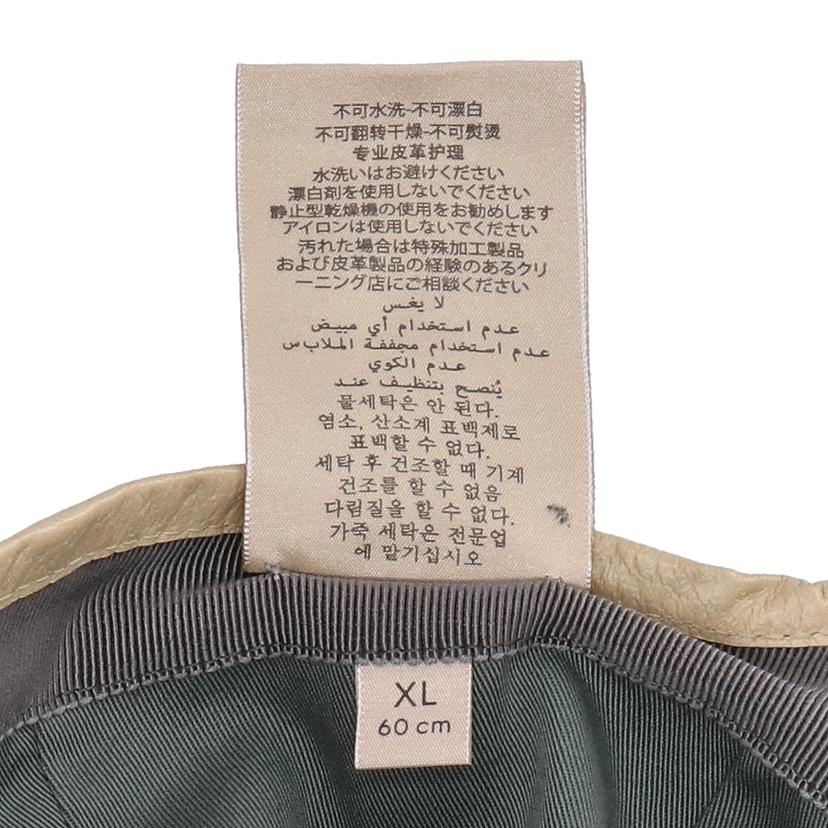 不可水洗-不可漂白
不可翻转干燥-不可熨烫
专业皮革护理
水洗いはお避けください
漂白剤を使用しないでください
静止型乾燥機の使用をお勧めします
アイロンは使用しないでください
汚れた場合は特殊加工製品
および皮革製品の経験のあるクリ
ーニング店にご相談ください
لا يغس
عدم استخدام أي مبيض
عدم استخدام مجففة الملابس
عدم الكوي
يُنصح بتنظيف عند
물세탁은 안 된다.
염소, 산소계 표백제로
표백할 수 없다.
세탁 후 건조할 때 기계
건조를 할 수 없음
다림질을 할 수 없다.
가죽 세탁은 전문업
에 맡기십시오
XL
60 cm